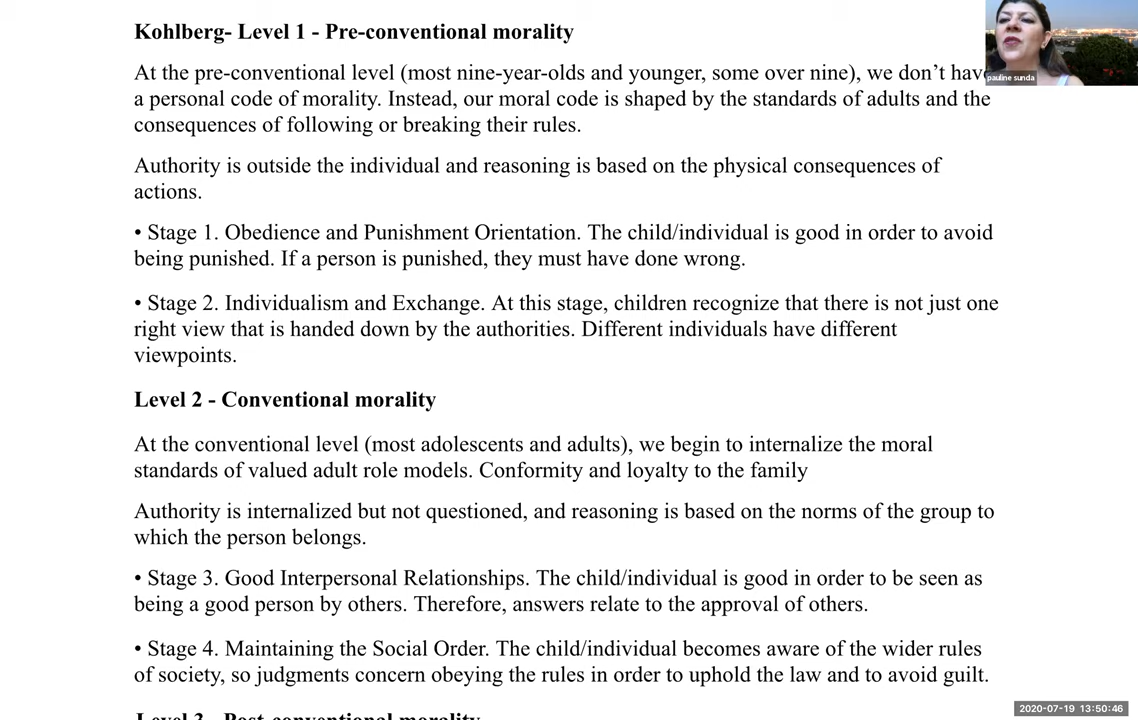 Kohlberg- Level 1 - Pre-conventional morality
At the pre-conventional level (most nine-year-olds and younger, some over nine), we don't have
a personal code of morality. Instead, our moral code is shaped by the standards of adults and the
consequences of following or breaking their rules.
Authority is outside the individual and reasoning is based on the physical consequences of
actions.
• Stage 1. Obedience and Punishment Orientation. The child/individual is good in order to avoid
being punished. If a person is punished, they must have done wrong.
• Stage 2. Individualism and Exchange. At this stage, children recognize that there is not just one
right view that is handed down by the authorities. Different individuals have different
viewpoints.
Level 2 - Conventional morality
At the conventional level (most adolescents and adults), we begin to internalize the moral
standards of valued adult role models. Conformity and loyalty to the family
Authority is internalized but not questioned, and reasoning is based on the norms of the group to
which the person belongs.
• Stage 3. Good Interpersonal Relationships. The child/individual is good in order to be seen as
being a good person by others. Therefore, answers relate to the approval of others.
• Stage 4. Maintaining the Social Order. The child/individual becomes aware of the wider rules
of society, so judgments concern obeying the rules in order to uphold the law and to avoid guilt.
Level 3 - Post-conventional morality
pauline sunda
2020-07-19 13:50:46